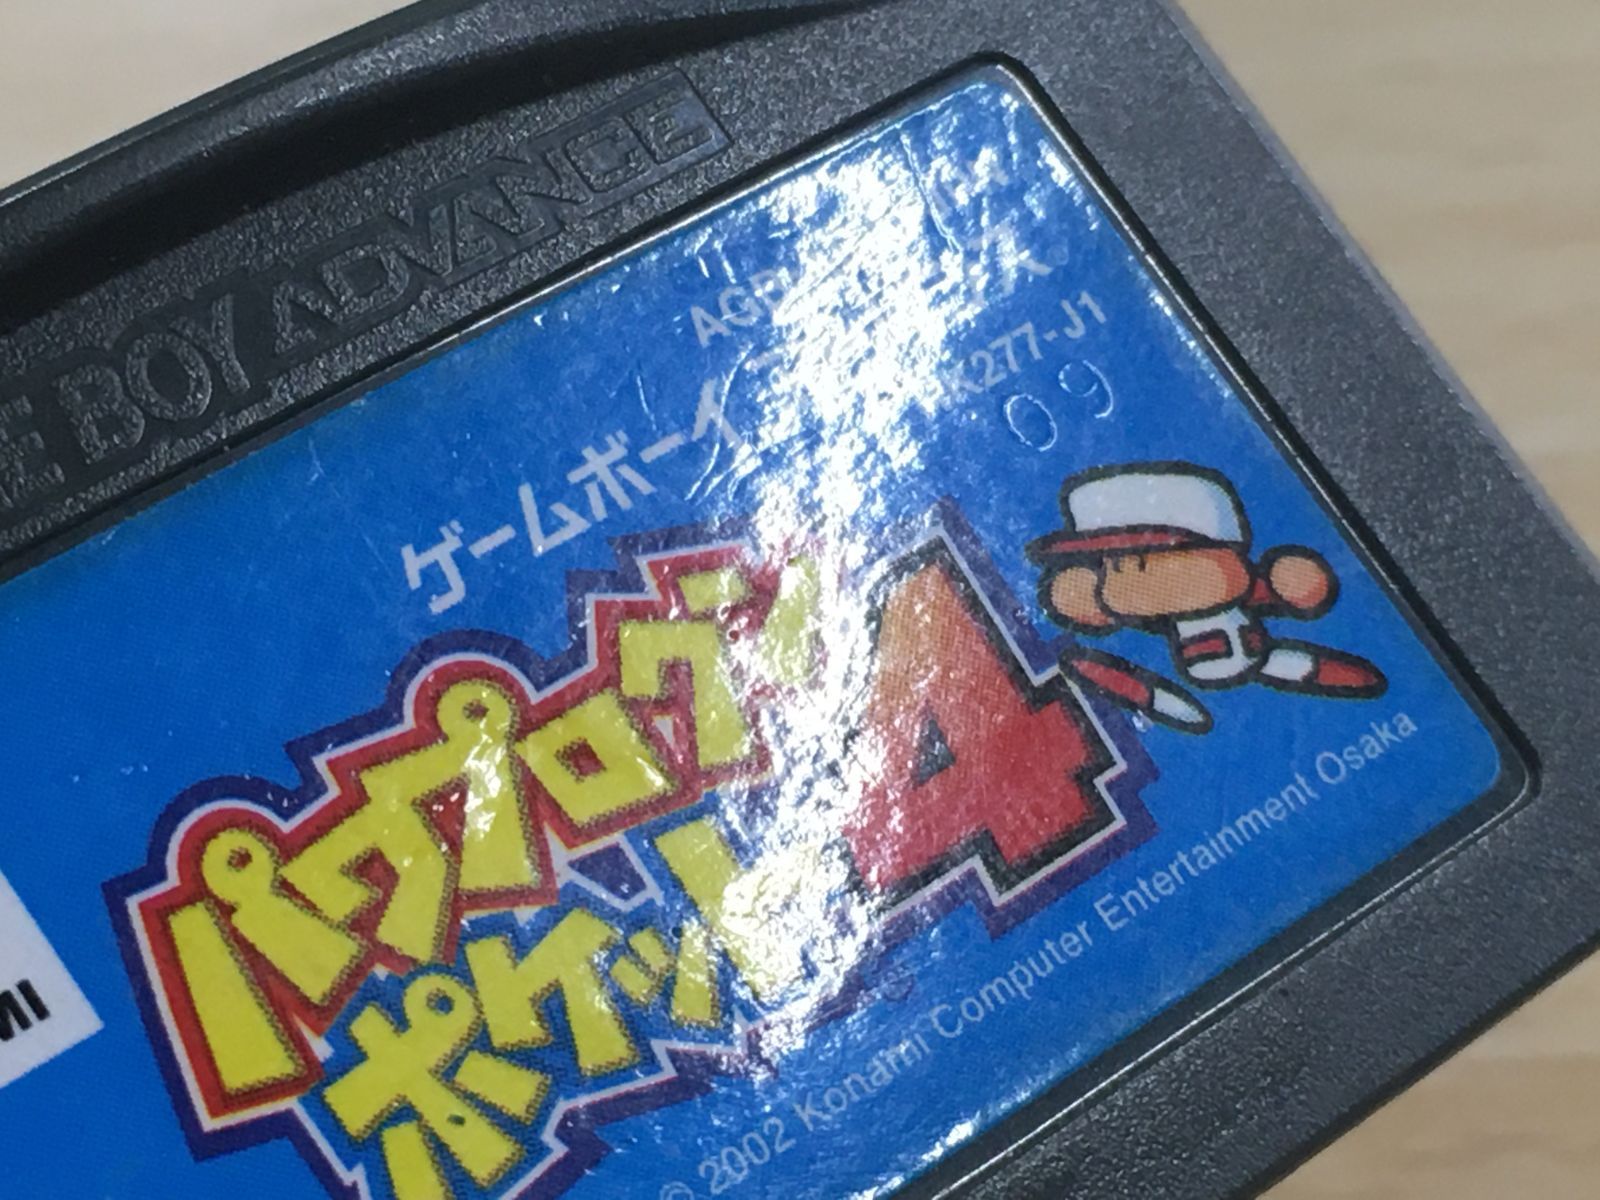 GAME BOY ADVANCE
ゲームボーイ
K277-J1
09
パワプロクン
ポケット4
MI
© 2002 Konami Computer Entertainment Osaka